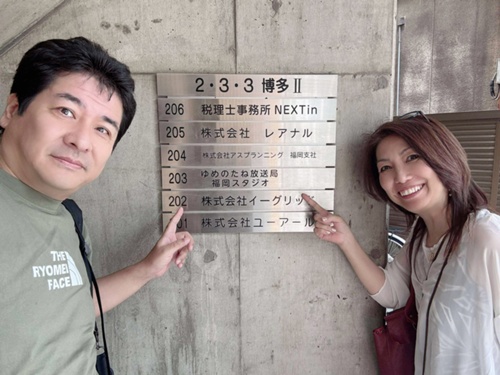 2・3・3 博多Ⅱ
206 税理士事務所 NEXTin
205 株式会社 レアナル
204 株式会社アスプランニング 福岡支社
203 ゆめのたね放送局
福岡スタジオ
202 株式会社イーグリッ
1 株式会社ユーアール
THE
RYOMEN
FACE